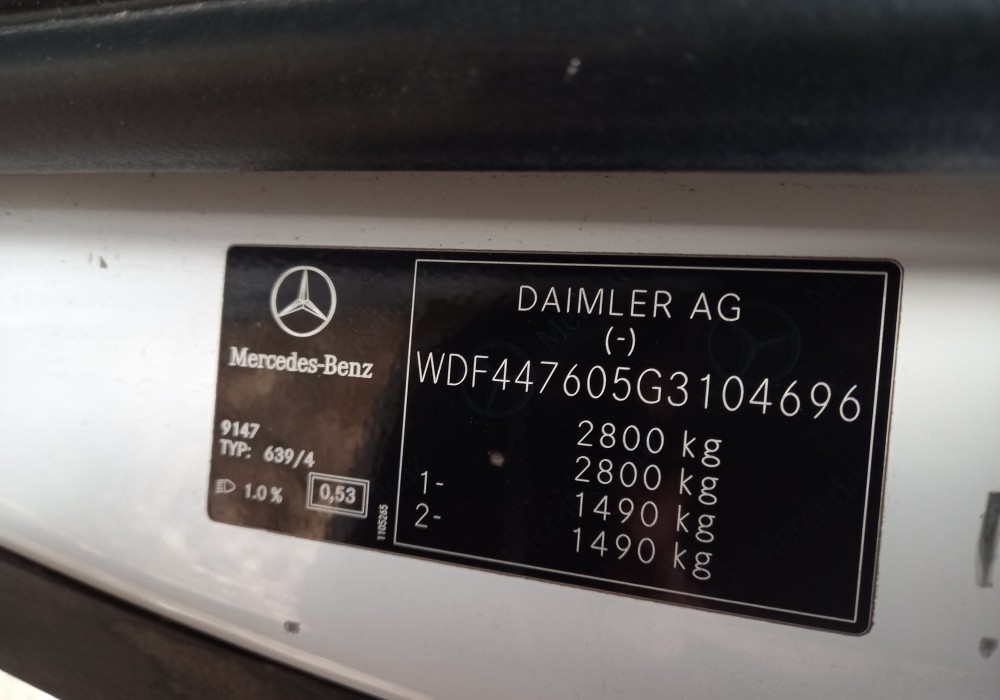 Mercedes-Benz
9147
TYP: 639/4
1.0 %
0,53
1105265
DAIMLER AG
(-)
WDF447605G3104696
2800 kg
2800 kg
1- 1490 kg
2- 1490 kg